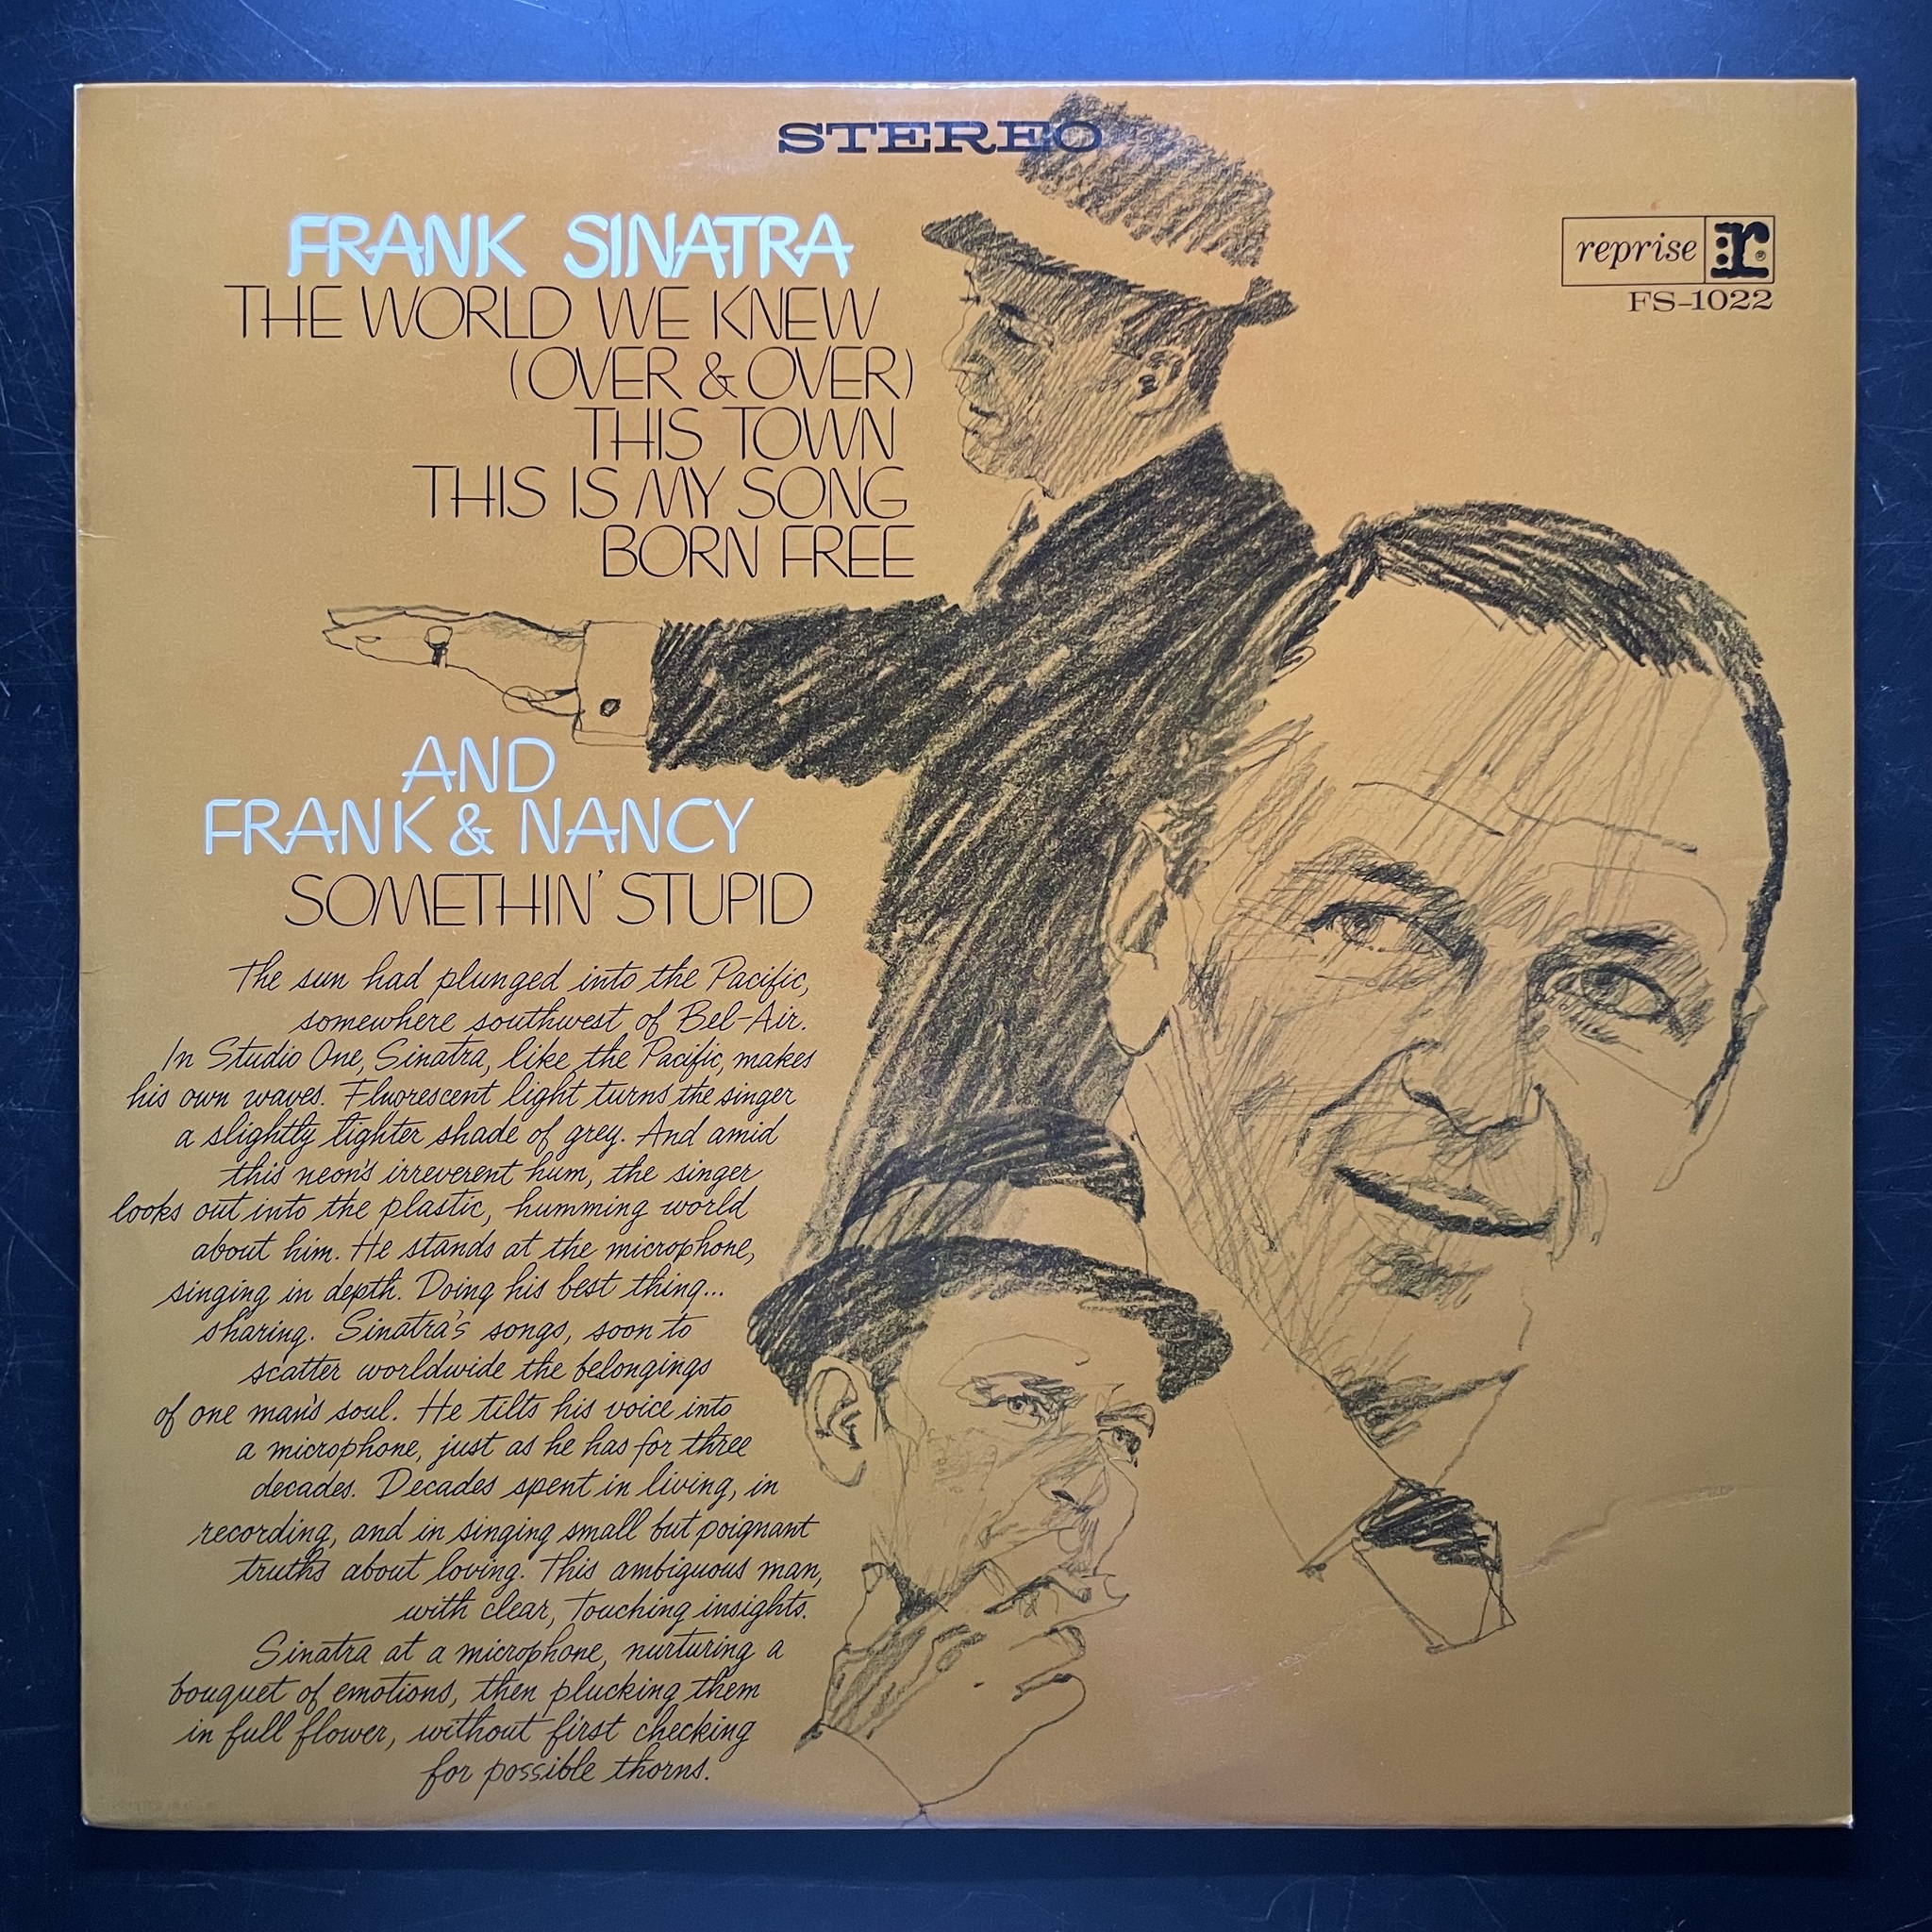 STEREO
FRANK SINATRA
reprise r
FS-1022
THE WORLD WE KNEW
(OVER & OVER)
THIS TOWN
THIS IS MY SONG
BORN FREE
AND
FRANK & NANCY
SOMETHIN' STUPID
The sun had plunged into the Pacific,
somewhere southwest of Bel-Air.
In Studio One, Sinatra, like the Pacific, makes
his own waves. Fluorescent light turns the singer
a slightly lighter shade of grey. And amid
this neon's irreverent hum, the singer
looks out into the plastic, humming world
about him. He stands at the microphone,
singing in depth. Doing his best thing...
sharing. Sinatra's songs, soon to
scatter worldwide the belongings
of one man's soul. He tilts his voice into
a microphone, just as he has for three
decades. Decades spent in living, in
recording, and in singing small but poignant
truths about loving. This ambiguous man,
with clear, touching insights.
Sinatra at a microphone, nurturing a
bouquet of emotions, then plucking them
in full flower, without first checking
for possible thorns.